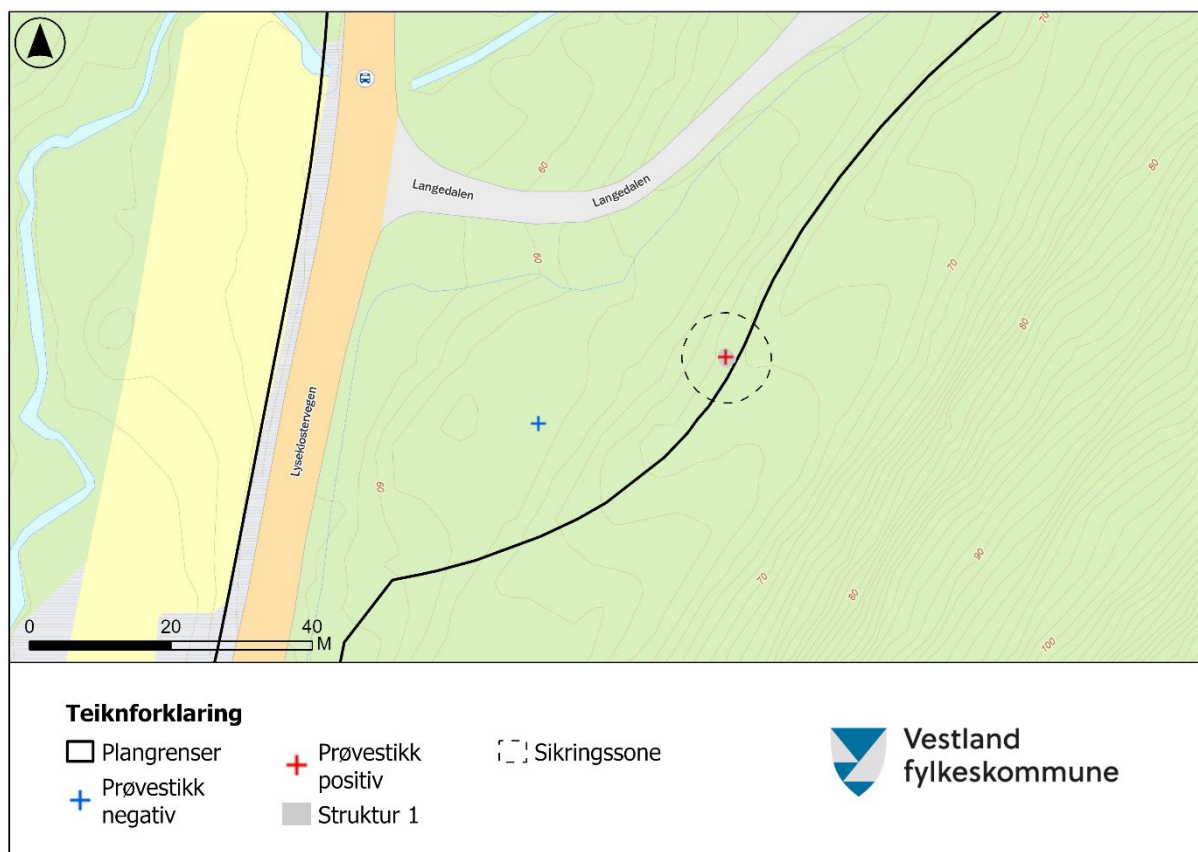 70
80
60
Langedalen
Langedalen
60
70
80
Lyseklostervegen
60
70
80
90
100
0 20 40
M
Teiknforklaring
Plangrenser
Prøvestikk
negativ
Prøvestikk
positiv
Struktur 1
Sikringssone
Vestland
fylkeskommune